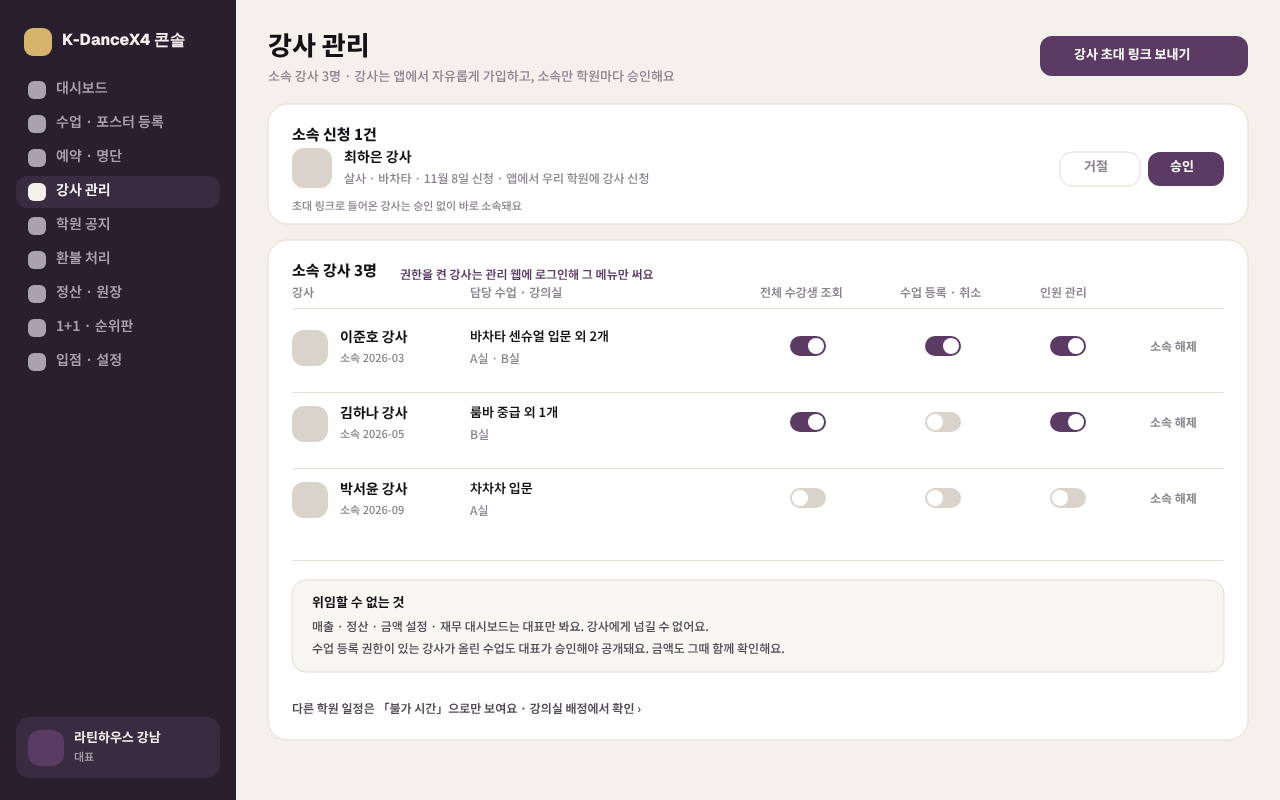 K-DanceX4 콘솔
대시보드
수업 · 포스터 등록
예약 · 명단
강사 관리
학원 공지
환불 처리
정산 · 원장
1+1 · 순위판
입점 · 설정
라틴하우스 강남
대표
강사 관리
소속 강사 3명 · 강사는 앱에서 자유롭게 가입하고, 소속만 학원마다 승인해요
강사 초대 링크 보내기
소속 신청 1건
최하은 강사
살사 · 바차타 · 11월 8일 신청 · 앱에서 우리 학원에 강사 신청
거절
승인
초대 링크로 들어온 강사는 승인 없이 바로 소속돼요
소속 강사 3명
권한을 켠 강사는 관리 웹에 로그인해 그 메뉴만 써요
강사 담당 수업 · 강의실 전체 수강생 조회 수업 등록 · 취소 인원 관리
이준호 강사 바차타 센슈얼 입문 외 2개
소속 2026-03 A실 · B실
소속 해제
김하나 강사 룸바 중급 외 1개
소속 2026-05 B실
소속 해제
박서윤 강사 차차차 입문
소속 2026-09 A실
소속 해제
위임할 수 없는 것
매출 · 정산 · 금액 설정 · 재무 대시보드는 대표만 봐요. 강사에게 넘길 수 없어요.
수업 등록 권한이 있는 강사가 올린 수업도 대표가 승인해야 공개돼요. 금액도 그때 함께 확인해요.
다른 학원 일정은 「불가 시간」으로만 보여요 · 강의실 배정에서 확인 ›